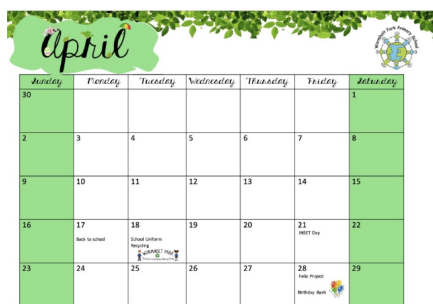 April
Sunday Monday Tuesday Wednesday Thursday Friday Saturday
30 1
2 3 4 5 6 7 8
9 10 11 12 13 14 15
16 17 18 19 20 21 22
Back to school School Uniform INSET Day
Recycling
23 24 25 26 27 28 29
Felix Project
Birthday Bash